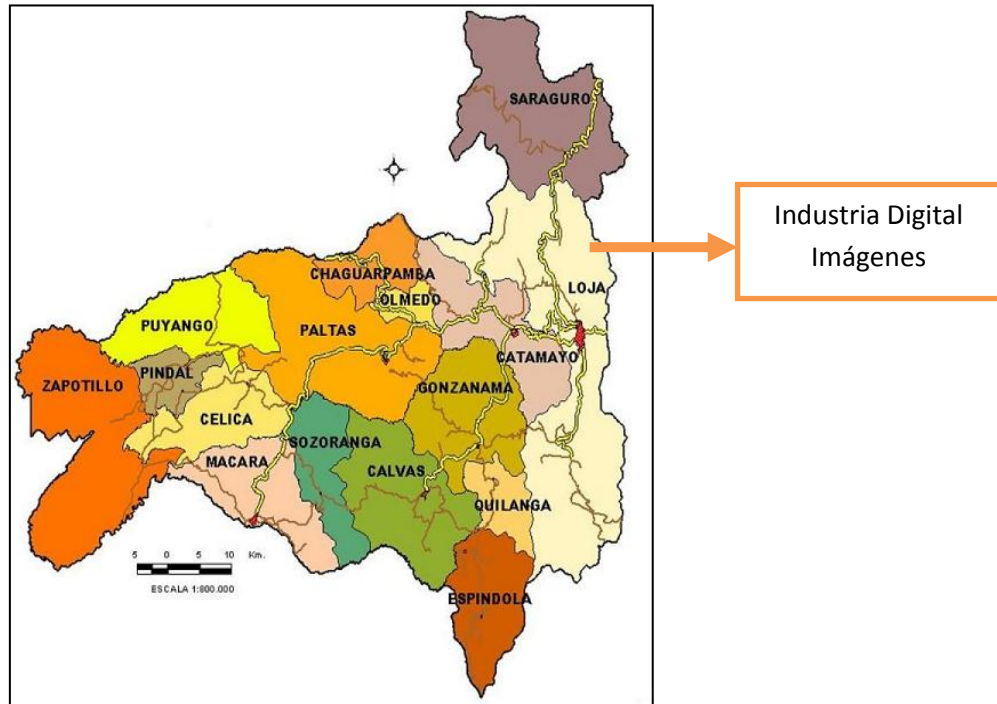 SARAGURO
Industria Digital
Imágenes
CHAGUARPAMBA
OLMEDO
LOJA
PUYANGO
PALTAS
CATAMAYO
ZAPOTILLO
PINDAL
GONZANAMA
CELICA
SOZORANGA
MACARA
CALVAS
QUILANGA
5 0 5 10 Km.
ESCALA 1:800.000
ESPINDOLA